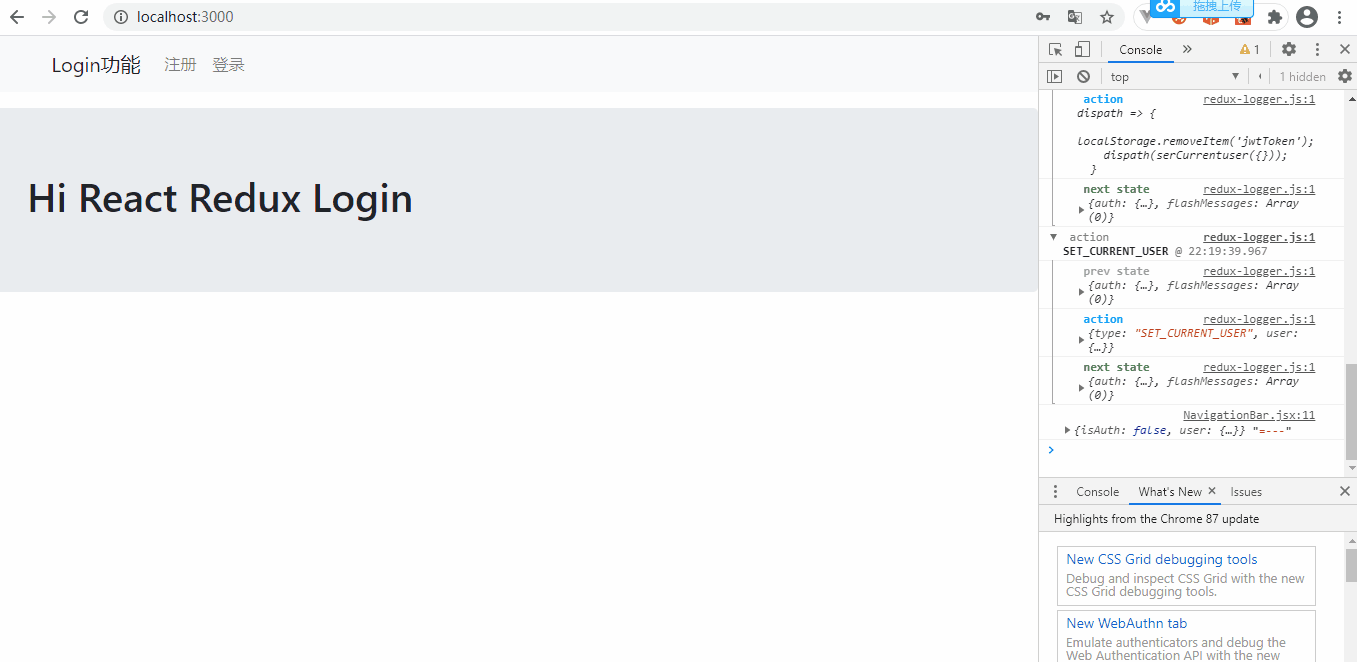 localhost:3000
拖拽上传
Login功能 注册 登录
Hi React Redux Login
Console
1
top
1 hidden
action redux-logger.js:1
dispath => {
localStorage.removeItem('jwtToken');
dispath(serCurrentuser({}));
}
next state redux-logger.js:1
{auth: {…}, flashMessages: Array
(0)}
action redux-logger.js:1
SET_CURRENT_USER @ 22:19:39.967
prev state redux-logger.js:1
{auth: {…}, flashMessages: Array
(0)}
action redux-logger.js:1
{type: "SET_CURRENT_USER", user:
{…}}
next state redux-logger.js:1
{auth: {…}, flashMessages: Array
(0)}
NavigationBar.jsx:11
{isAuth: false, user: {…}} "=---"
Console What's New Issues
Highlights from the Chrome 87 update
New CSS Grid debugging tools
Debug and inspect CSS Grid with the new
CSS Grid debugging tools.
New WebAuthn tab
Emulate authenticators and debug the
Web Authentication API with the new